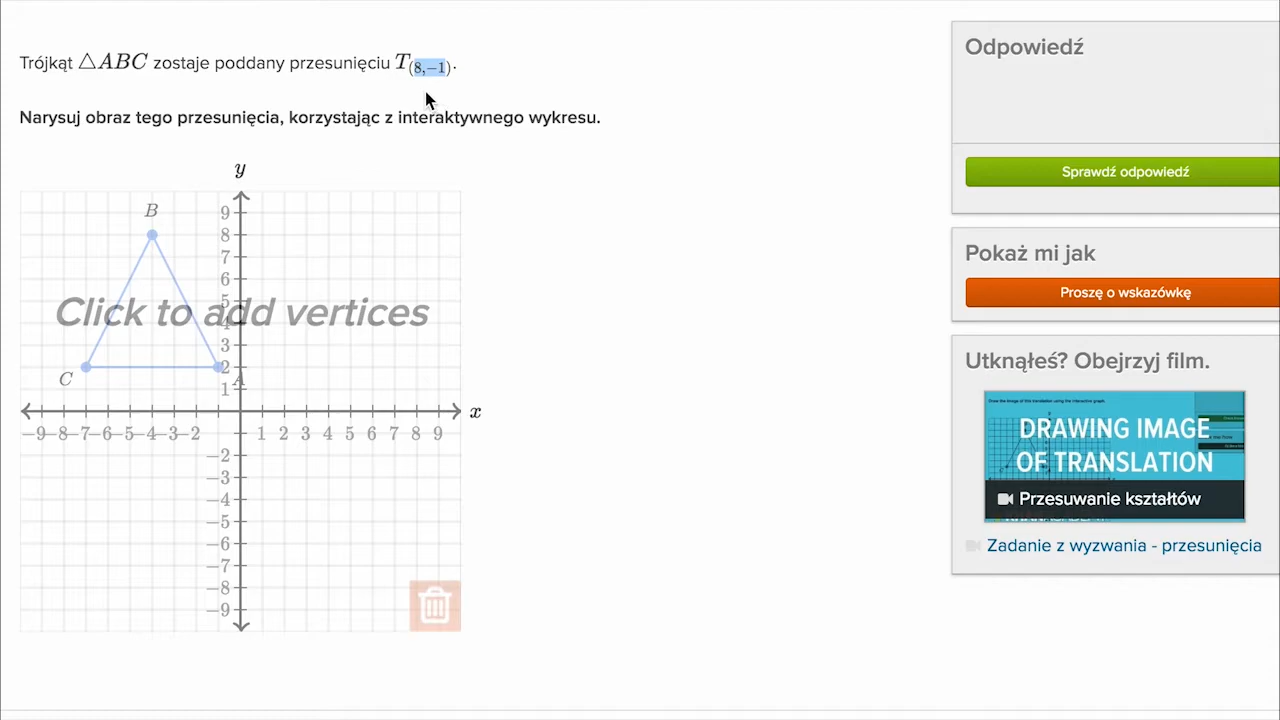 Trójkąt △ABC zostaje poddany przesunięciu T(8,−1).
Narysuj obraz tego przesunięcia, korzystając z interaktywnego wykresu.
y
9
8
7
6
5
4
3
2
1
B
C
A
Click to add vertices
x
−9 −8 −7 −6 −5 −4 −3 −2 1 2 3 4 5 6 7 8 9
−2
−3
−4
−5
−6
−7
−8
−9
Odpowiedź
Sprawdź odpowiedź
Pokaż mi jak
Proszę o wskazówkę
Utknąłeś? Obejrzyj film.
DRAWING IMAGE
OF TRANSLATION
Przesuwanie kształtów
Zadanie z wyzwania - przesunięcia